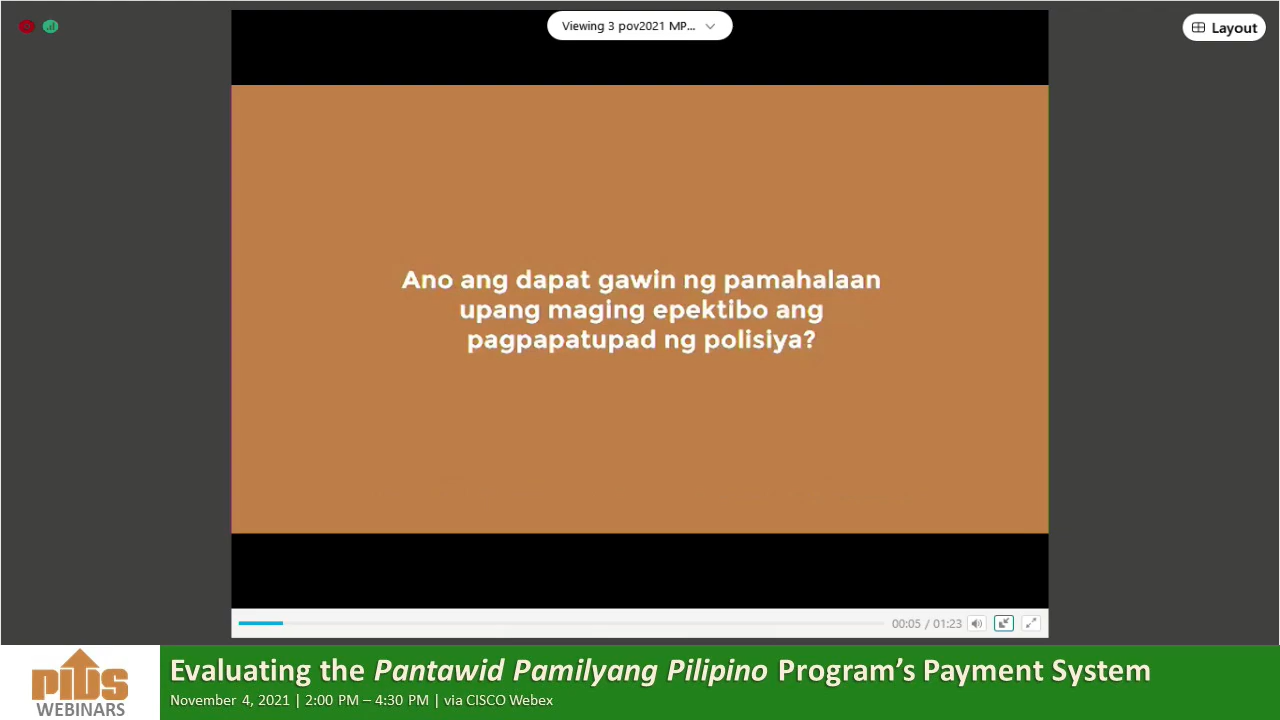 Viewing 3 pov2021 MP...
Layout
Ano ang dapat gawin ng pamahalaan
upang maging epektibo ang
pagpapatupad ng polisiya?
00:05 / 01:23
pids
WEBINARS
Evaluating the Pantawid Pamilyang Pilipino Program’s Payment System
November 4, 2021 | 2:00 PM – 4:30 PM | via CISCO Webex